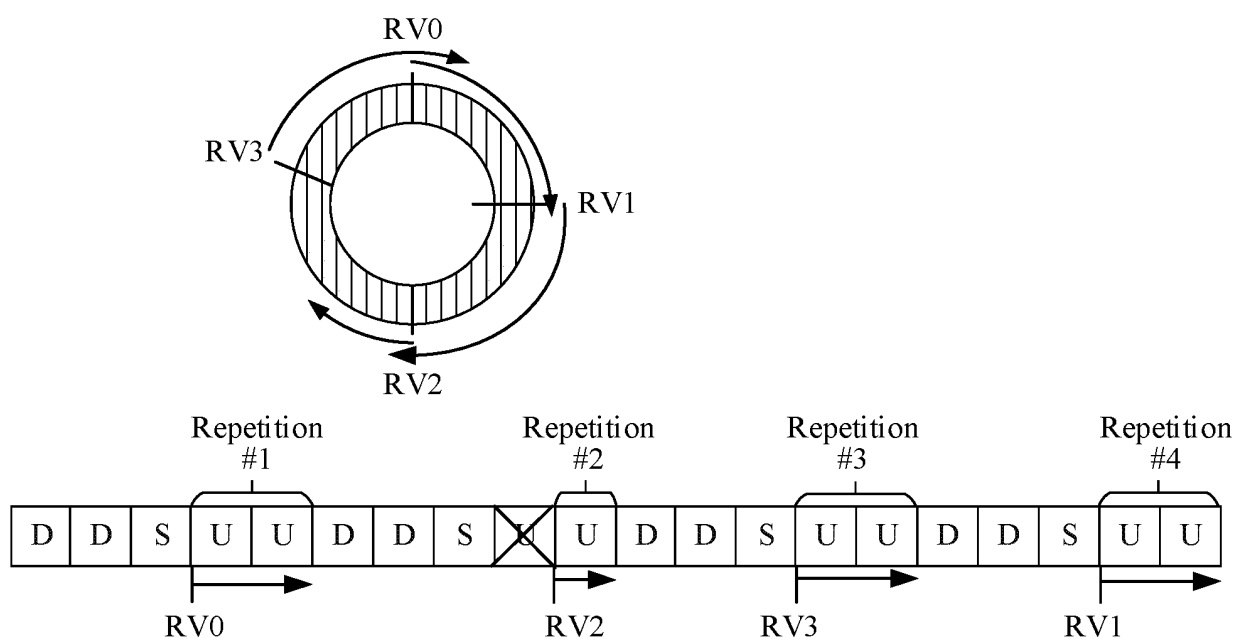 RV0
RV3
RV1
RV2
Repetition #1
Repetition #2
Repetition #3
Repetition #4
D D S U U D D S U U D D S U U D D S U U
RV0
RV2
RV3
RV1